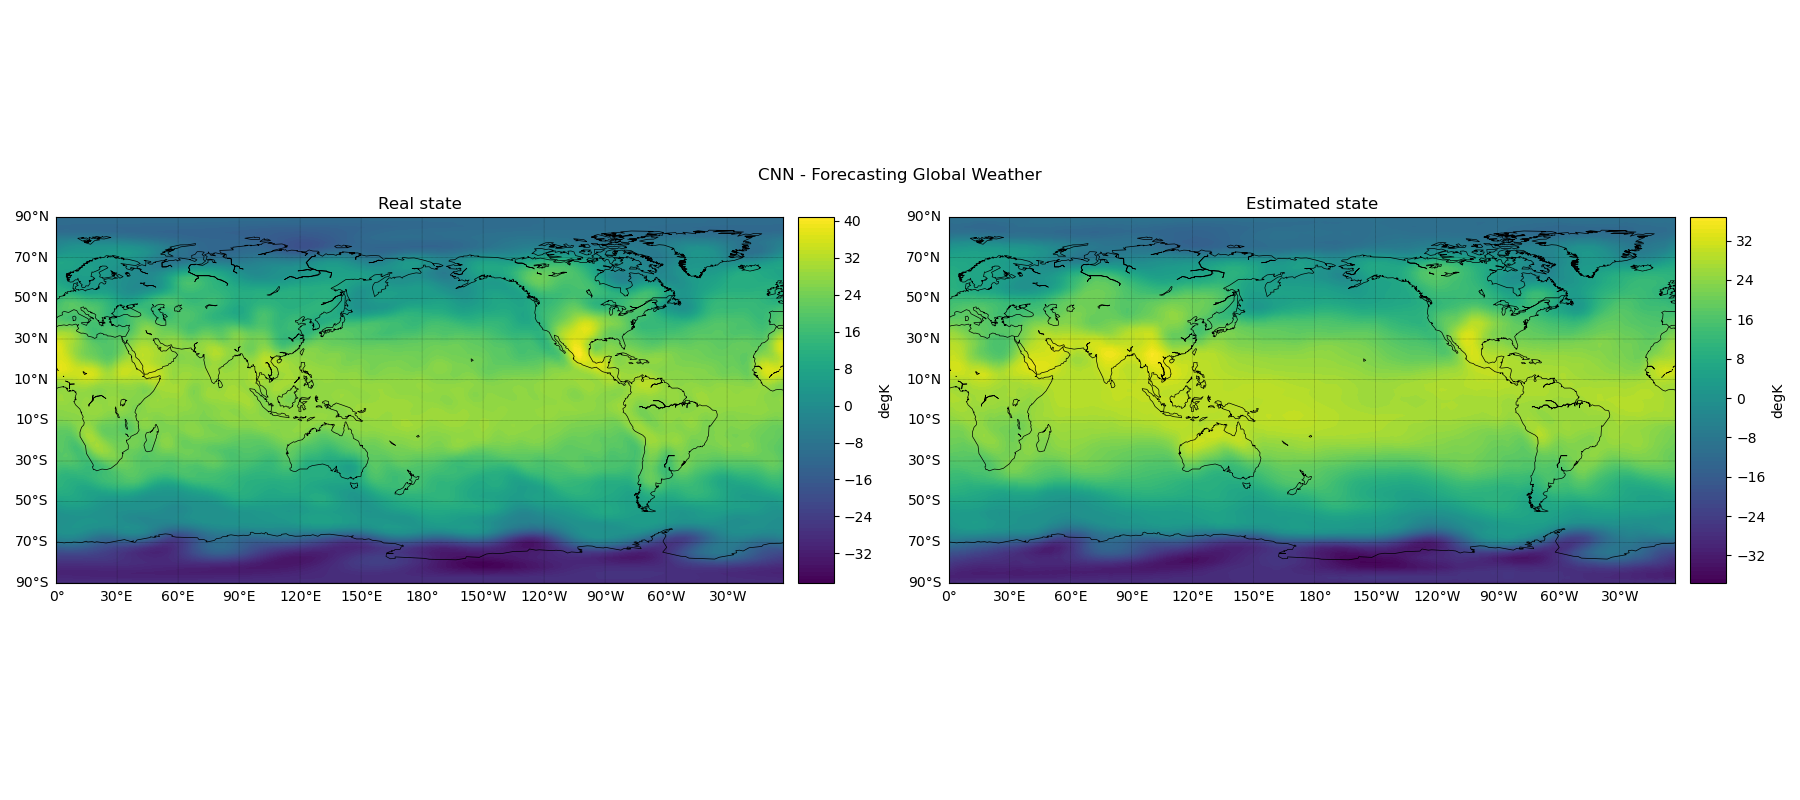 CNN - Forecasting Global Weather
Real state
90°N
70°N
50°N
30°N
10°N
10°S
30°S
50°S
70°S
90°S
0°
30°E
60°E
90°E
120°E
150°E
180°
150°W
120°W
90°W
60°W
30°W
40
32
24
16
8
0
−8
−16
−24
−32
degK
Estimated state
90°N
70°N
50°N
30°N
10°N
10°S
30°S
50°S
70°S
90°S
0°
30°E
60°E
90°E
120°E
150°E
180°
150°W
120°W
90°W
60°W
30°W
32
24
16
8
0
−8
−16
−24
−32
degK